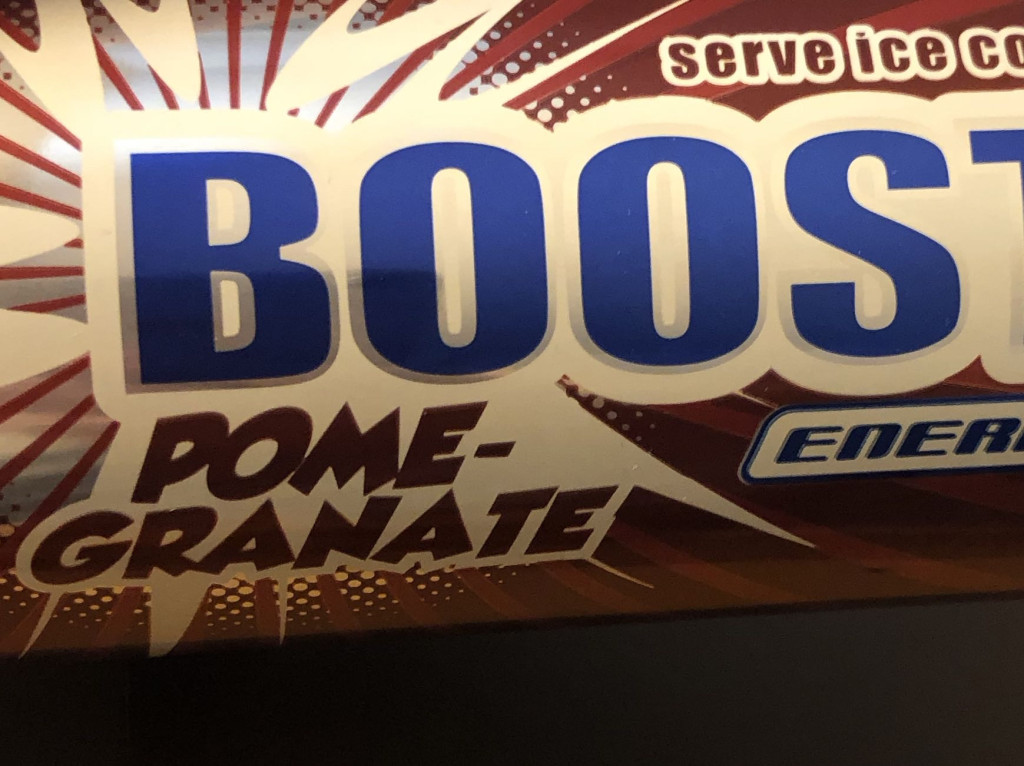 serve ice co
BOOST
ENER
POME-
GRANATE